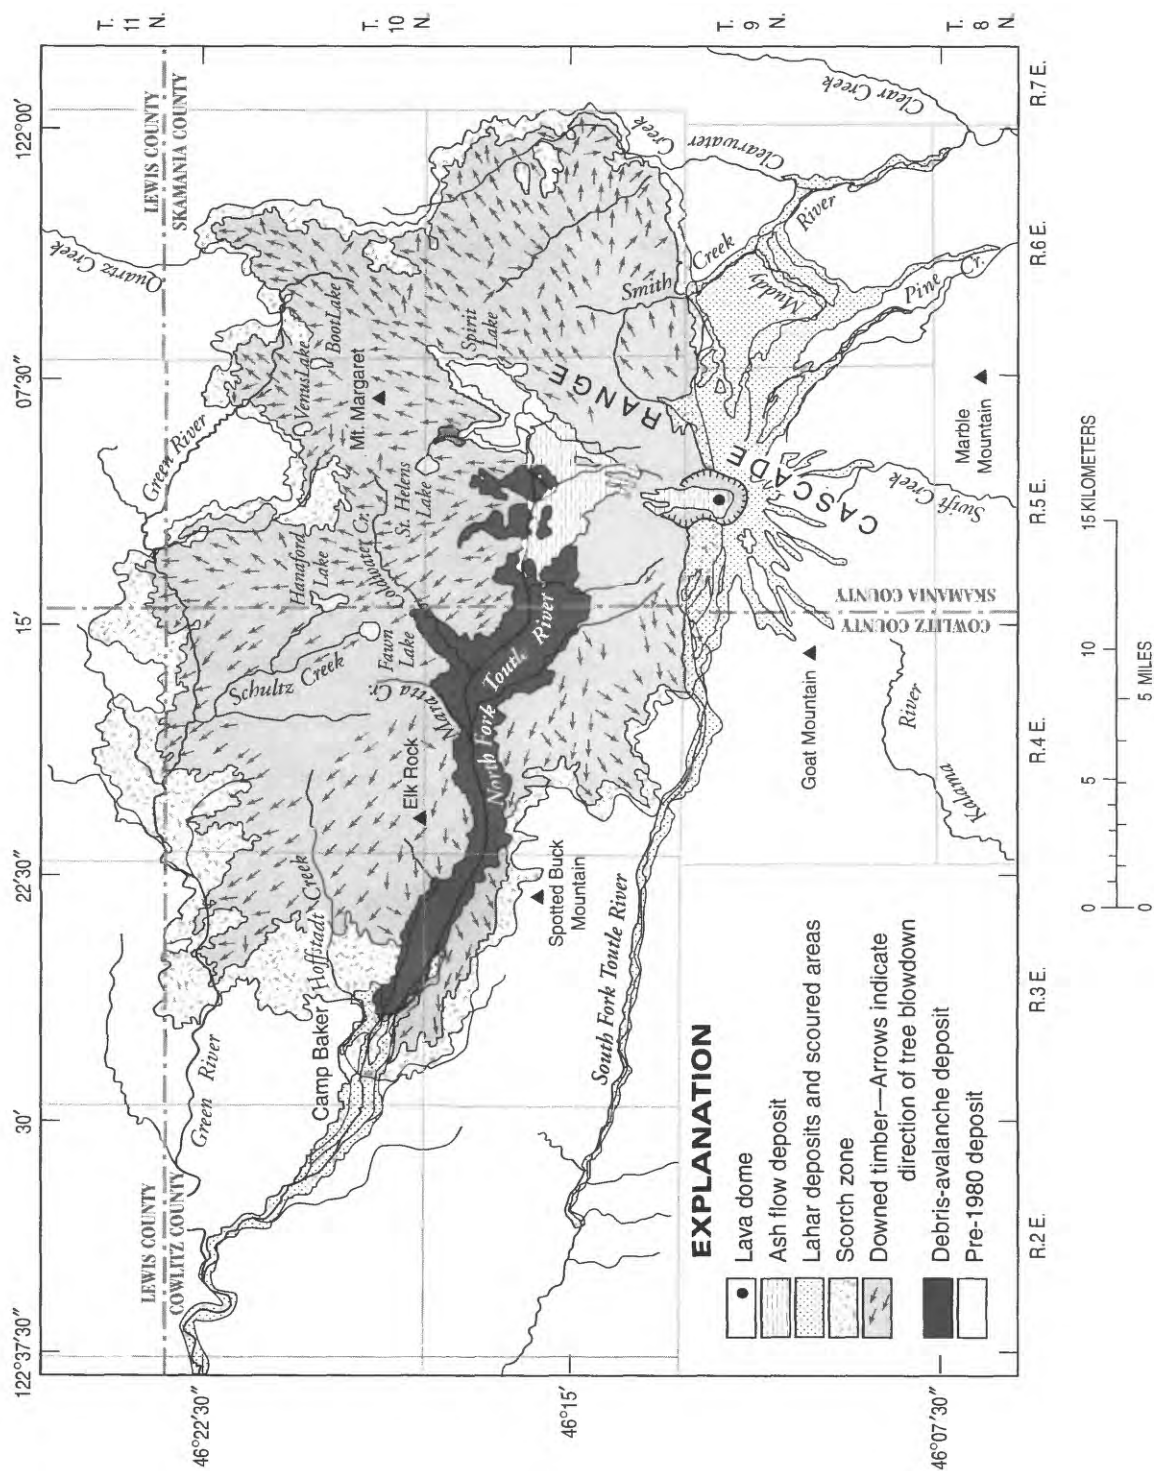 122°37'30"
30'
22'30"
15'
07'30"
122°00'
T.
11
N.
T.
10
N.
T.
9
N.
T.
8
N.
46°22'30"
46°15'
46°07'30"
R.2 E.
R.3 E.
R.4 E.
R.5 E.
R.6 E.
R.7 E.
LEWIS COUNTY
COWLITZ COUNTY
LEWIS COUNTY
SKAMANIA COUNTY
COWLITZ COUNTY
SKAMANIA COUNTY
Green River
Camp Baker
Hoffstadt Creek
Elk Rock
Spotted Buck
Mountain
South Fork Toutle River
North Fork Toutle River
Maratta Cr.
Schultz Creek
Fawn
Lake
Hanaford
Lake
Coldwater Cr.
St. Helens
Lake
Green River
Mt. Margaret
Venus Lake
Boot Lake
Quartz Creek
Spirit
Lake
CASCADE RANGE
Smith Creek
Muddy River
Clearwater Creek
Clear Creek
Pine Cr.
Marble
Mountain
Swift Creek
Goat Mountain
Kalama River
EXPLANATION
Lava dome
Ash flow deposit
Lahar deposits and scoured areas
Scorch zone
Downed timber—Arrows indicate
direction of tree blowdown
Debris-avalanche deposit
Pre-1980 deposit
0 5 10 15 KILOMETERS
0 5 MILES